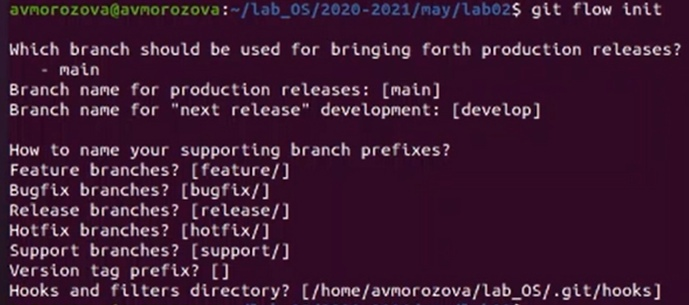 avmorozova@avmorozova:~/lab_OS/2020-2021/may/lab02$ git flow init
Which branch should be used for bringing forth production releases?
- main
Branch name for production releases: [main]
Branch name for "next release" development: [develop]
How to name your supporting branch prefixes?
Feature branches? [feature/]
Bugfix branches? [bugfix/]
Release branches? [release/]
Hotfix branches? [hotfix/]
Support branches? [support/]
Version tag prefix? []
Hooks and filters directory? [/home/avmorozova/lab_OS/.git/hooks]